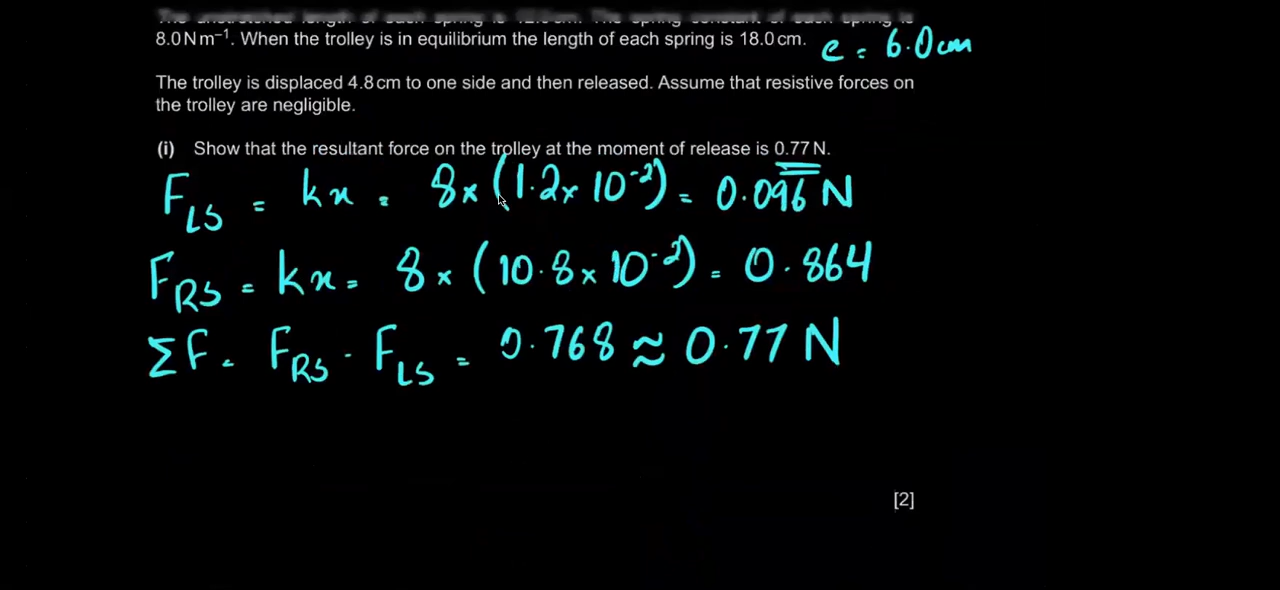 8.0 N m⁻¹. When the trolley is in equilibrium the length of each spring is 18.0 cm. e = 6.0 cm
The trolley is displaced 4.8 cm to one side and then released. Assume that resistive forces on
the trolley are negligible.
(i) Show that the resultant force on the trolley at the moment of release is 0.77 N.
F_LS = kx = 8 × (1.2 × 10⁻²) = 0.096 N
F_RS = kx = 8 × (10.8 × 10⁻²) = 0.864
ΣF = F_RS - F_LS = 0.768 ≈ 0.77 N
[2]